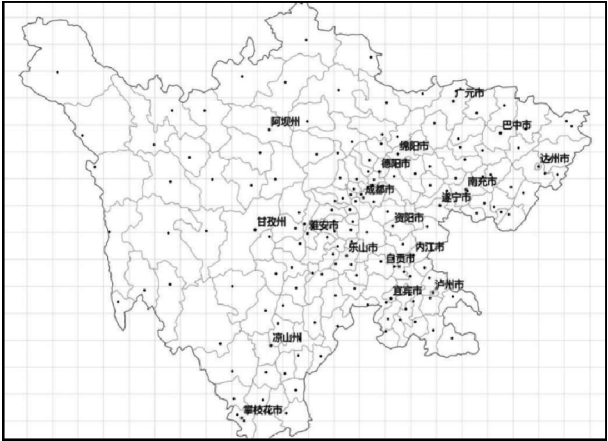 广元市
阿坝州
巴中市
绵阳市
达州市
德阳市
成都市
南充市
遂宁市
甘孜州
雅安市
资阳市
乐山市
内江市
自贡市
宜宾市
泸州市
凉山州
攀枝花市